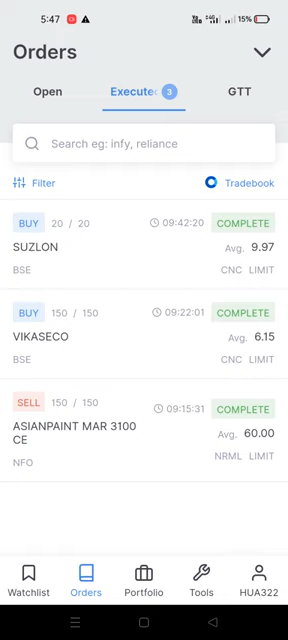 5:47
15%
Orders
Open
Execute
3
GTT
Search eg: infy, reliance
Filter
Tradebook
BUY 20 / 20 09:42:20 COMPLETE
SUZLON Avg. 9.97
BSE CNC LIMIT
BUY 150 / 150 09:22:01 COMPLETE
VIKASECO Avg. 6.15
BSE CNC LIMIT
SELL 150 / 150 09:15:31 COMPLETE
ASIANPAINT MAR 3100
CE
Avg. 60.00
NFO NRML LIMIT
Watchlist Orders Portfolio Tools HUA322